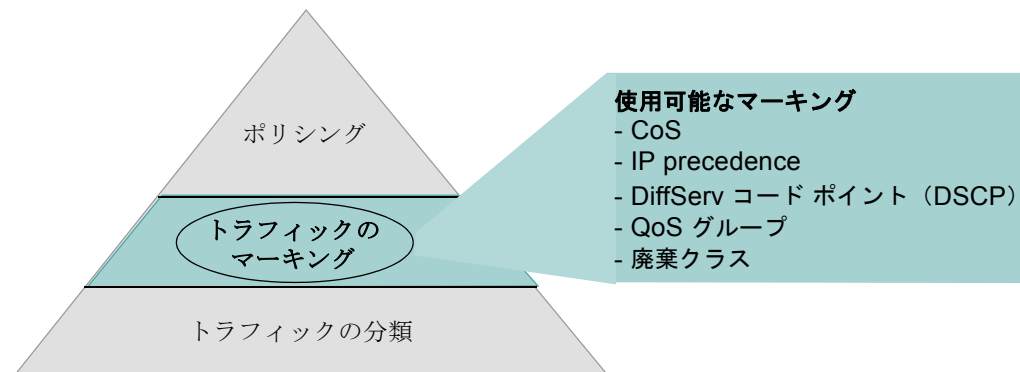 ポリシング
トラフィックの
マーキング
トラフィックの分類
使用可能なマーキング
- CoS
- IP precedence
- DiffServ コード ポイント（DSCP）
- QoS グループ
- 廃棄クラス